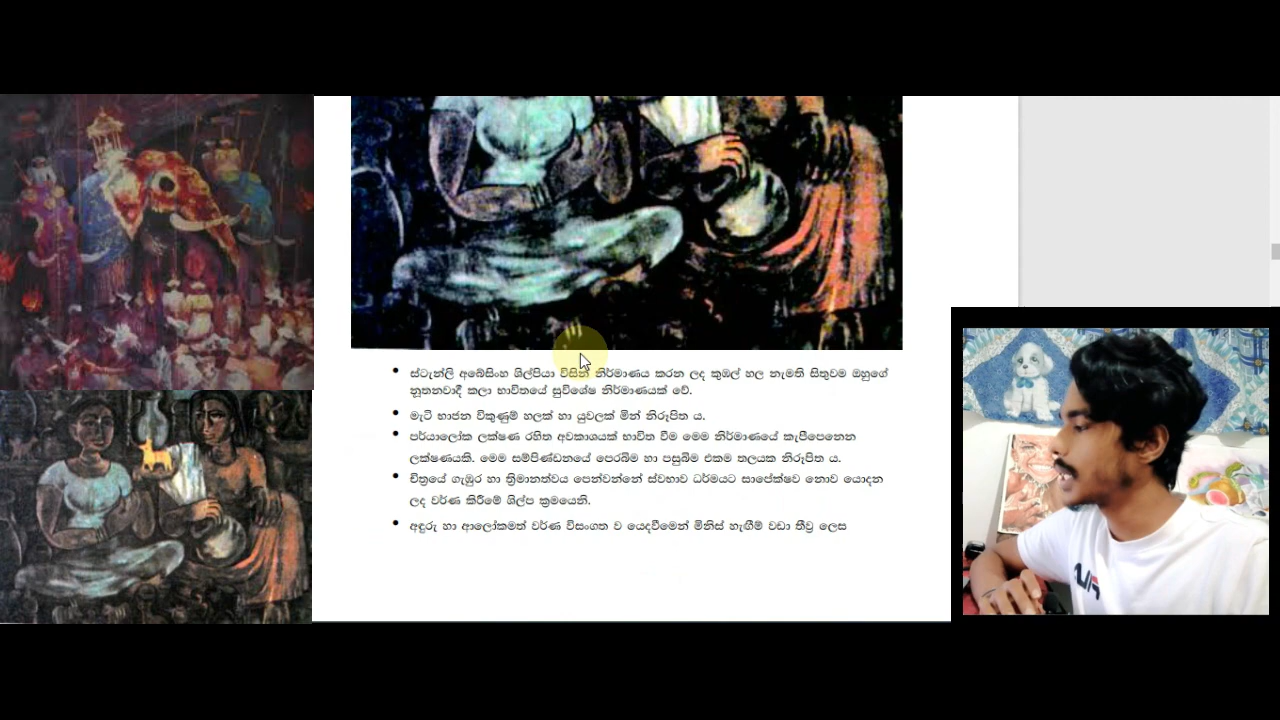 ස්ටැන්ලි අබේසිංහ ශිල්පියා විසින් නිර්මාණය කරන ලද කුඹල් හල නැමති සිතුවම ඔහුගේ
නූතනවාදී කලා භාවිතයේ සුවිශේෂ නිර්මාණයක් වේ.
මැටි භාජන විකුණුම් හලක් හා යුවලක් මින් නිරූපිත ය.
පර්යාලෝක ලක්ෂණ රහිත අවකාශයක් භාවිත වීම මෙම නිර්මාණයේ කැපීපෙනෙන
ලක්ෂණයකි. මෙම සම්පිණ්ඩනයේ පෙරබිම හා පසුබිම එකම තලයක නිරූපිත ය.
චිත්‍රයේ ගැඹුර හා ත්‍රිමානත්වය පෙන්වන්නේ ස්වභාව ධර්මයට සාපේක්ෂව නොව යොදන
ලද වර්ණ කිරීමේ ශිල්ප ක්‍රමයෙනි.
අඳුරු හා ආලෝකමත් වර්ණ විසංගත ව යෙදවීමෙන් මිනිස් හැඟීම් වඩා තීව්‍ර ලෙස